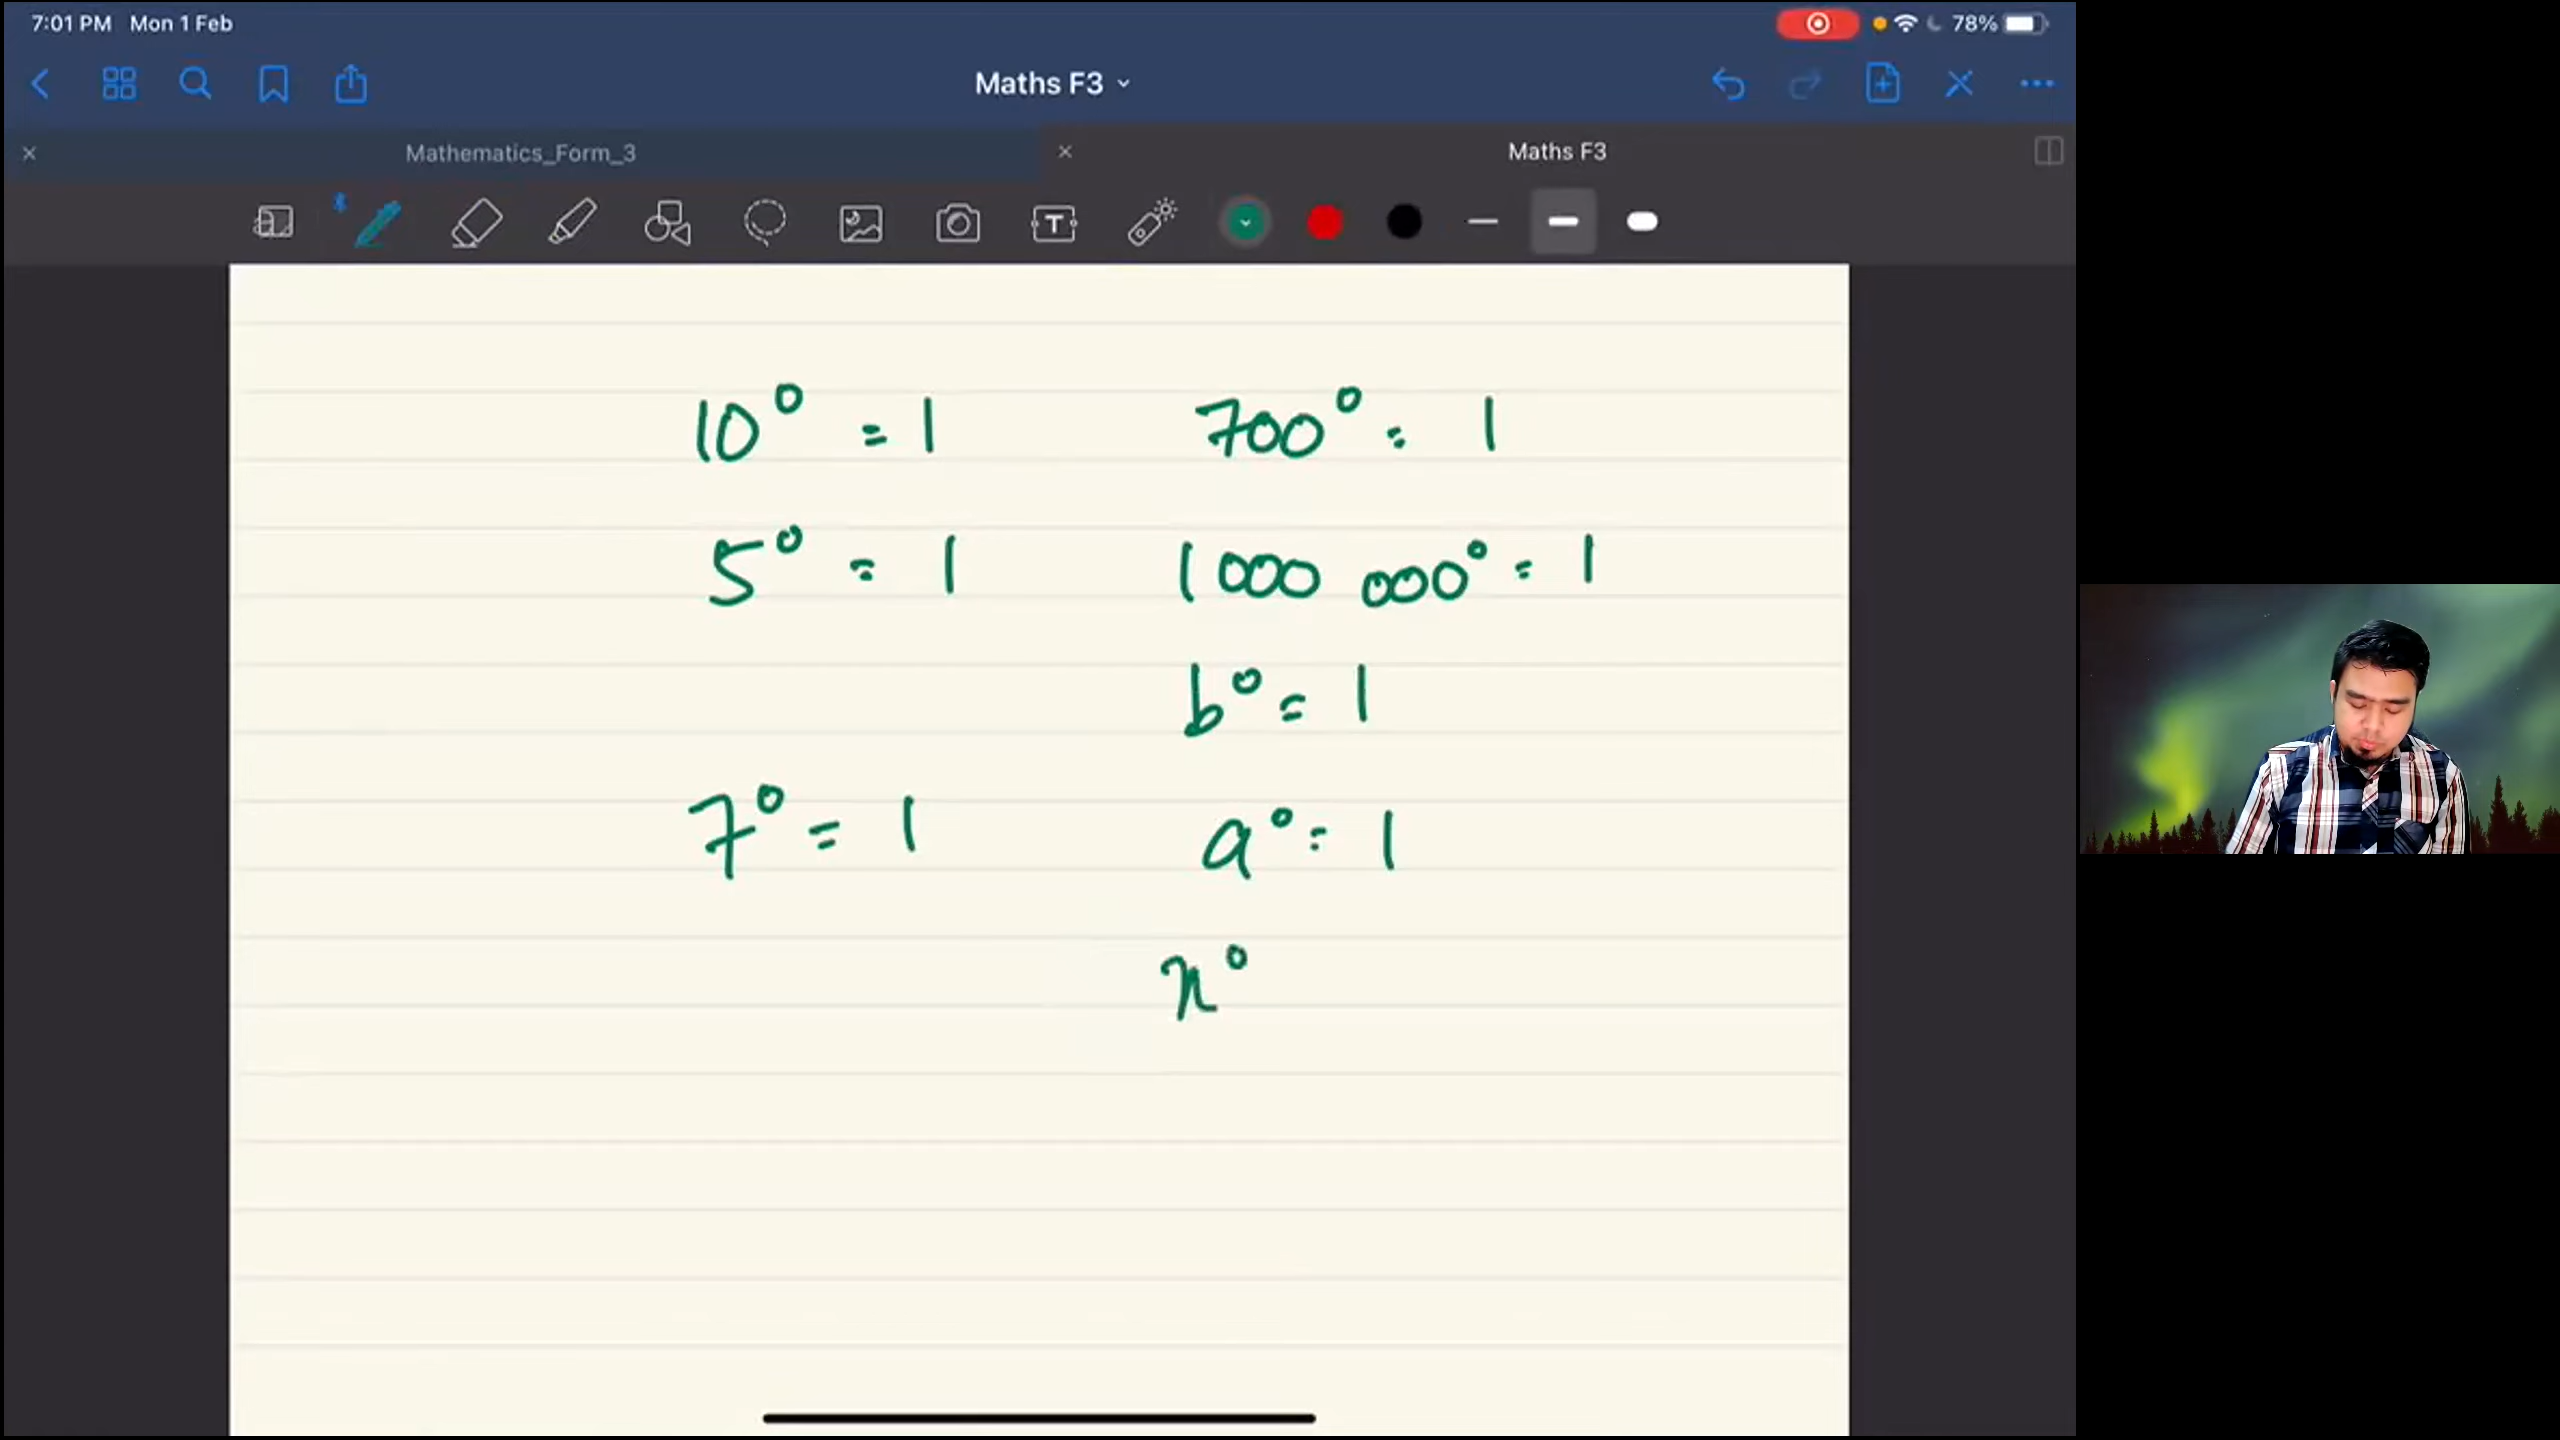 7:01 PM Mon 1 Feb 78%
Maths F3
Mathematics_Form_3 Maths F3
10⁰ = 1 700⁰ = 1
5⁰ = 1 1 000 000⁰ = 1
b⁰ = 1
7⁰ = 1 a⁰ = 1
x⁰